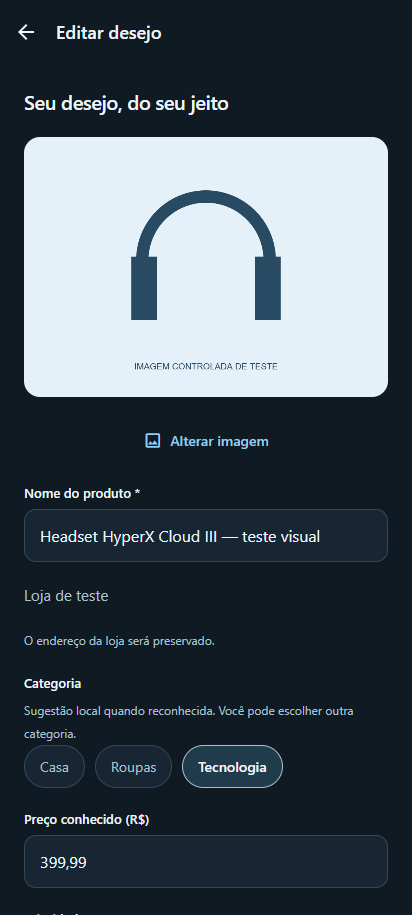 Editar desejo
Seu desejo, do seu jeito
IMAGEM CONTROLADA DE TESTE
Alterar imagem
Nome do produto *
Headset HyperX Cloud III — teste visual
Loja de teste
O endereço da loja será preservado.
Categoria
Sugestão local quando reconhecida. Você pode escolher outra
categoria.
Casa
Roupas
Tecnologia
Preço conhecido (R$)
399,99